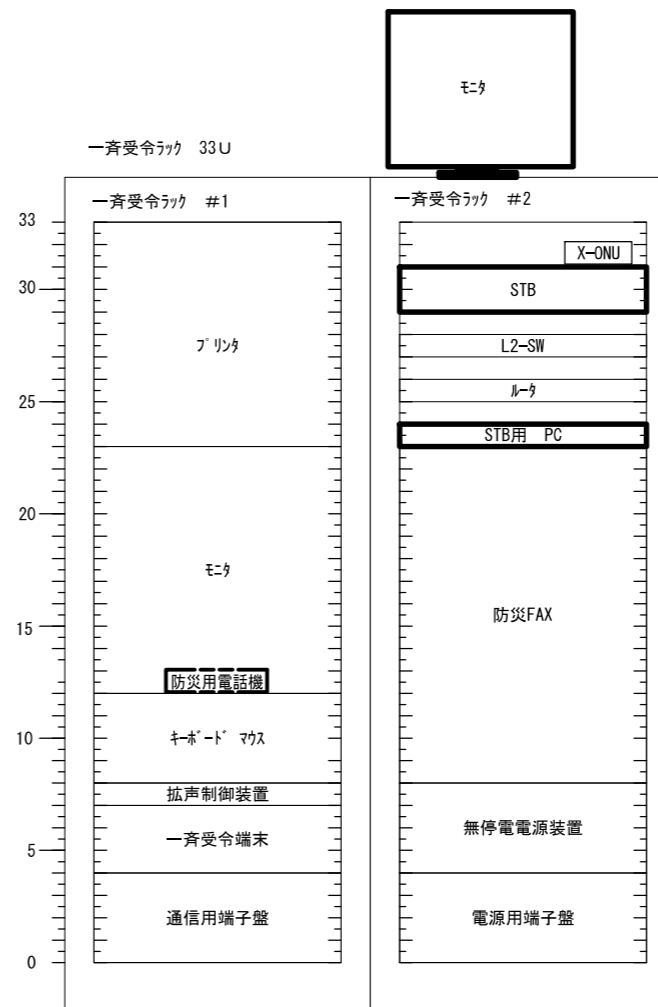 モニタ
一斉受令ラック 33U
一斉受令ラック #1
一斉受令ラック #2
33
30
25
20
15
10
5
0
プリンタ
モニタ
防災用電話機
キーボード マウス
拡声制御装置
一斉受令端末
通信用端子盤
X-ONU
STB
L2-SW
ルータ
STB用 PC
防災FAX
無停電電源装置
電源用端子盤